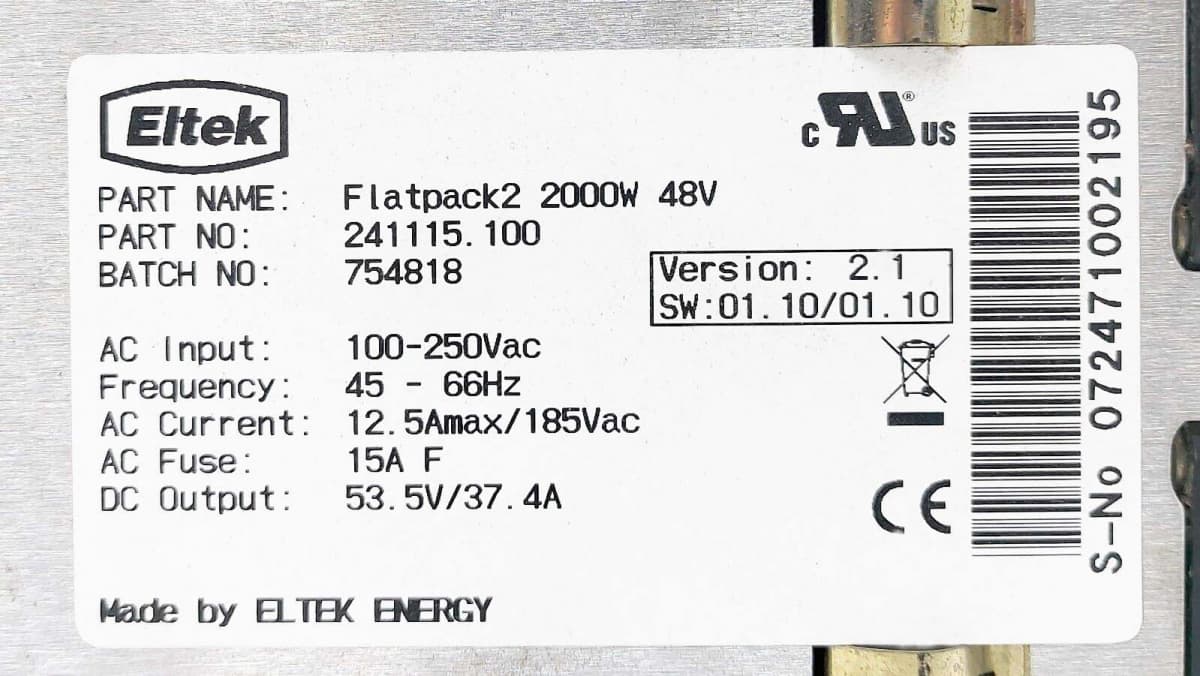 Eltek
c RU ® US
PART NAME: Flatpack2 2000W 48V
PART NO: 241115.100
BATCH NO: 754818
Version: 2.1
SW:01.10/01.10
AC Input: 100-250Vac
Frequency: 45 - 66Hz
AC Current: 12.5Amax/185Vac
AC Fuse: 15A F
DC Output: 53.5V/37.4A
CE
Made by ELTEK ENERGY
S-No 072471002195